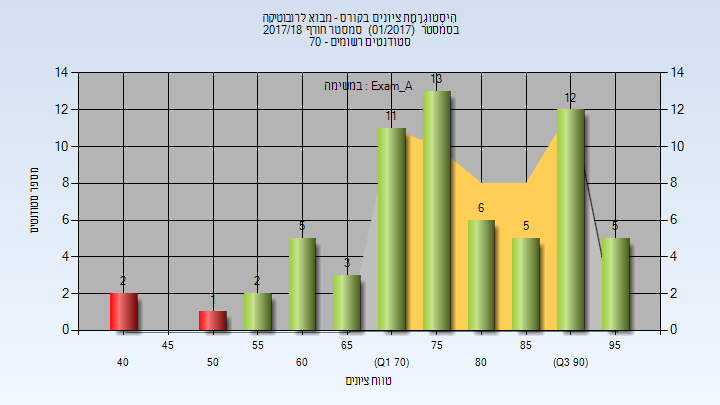 היסטוגרמת ציונים בקורס - מבוא לרובוטיקה
בסמסטר (01/2017) סמסטר חורף 2017/18
סטודנטים רשומים - 70
במשימה : Exam_A
מספר סטודנטים
14 12 10 8 6 4 2 0
14 12 10 8 6 4 2 0
2 1 2 5 3 11 13 6 5 12 5
45 55 65 75 85 95
40 50 60 (Q1 70) 80 (Q3 90)
טווח ציונים